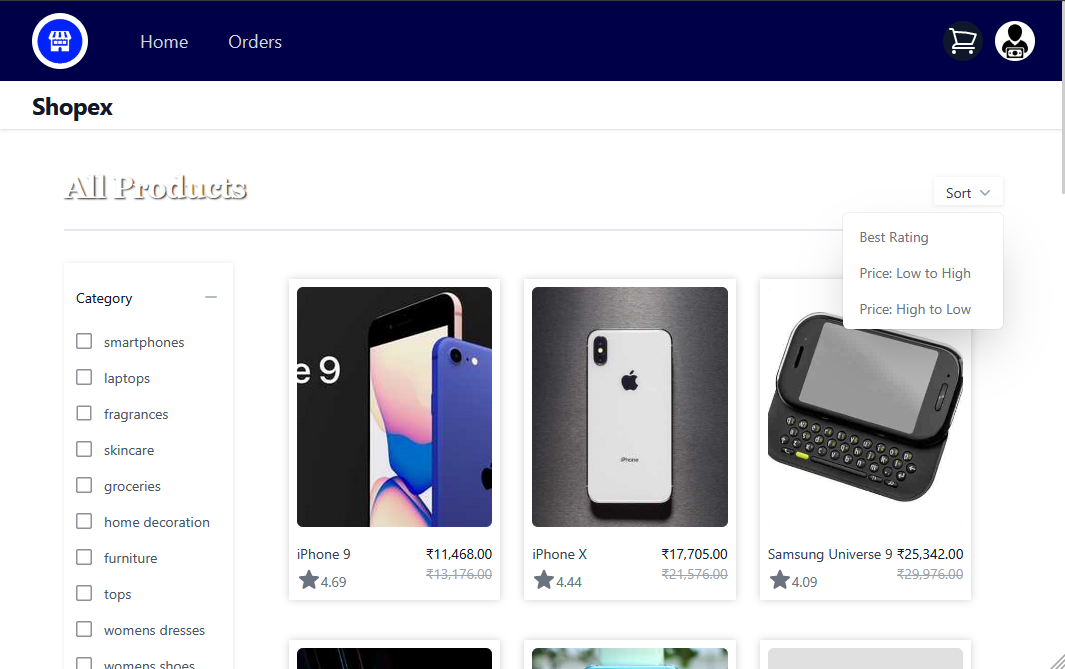 Home Orders
Shopex
All Products
Sort
Best Rating
Price: Low to High
Price: High to Low
Category
smartphones
laptops
fragrances
skincare
groceries
home decoration
furniture
tops
womens dresses
womens shoes
e 9
iPhone
iPhone 9 ₹11,468.00
4.69 ₹13,176.00
iPhone X ₹17,705.00
4.44 ₹21,576.00
Samsung Universe 9 ₹25,342.00
4.09 ₹29,976.00